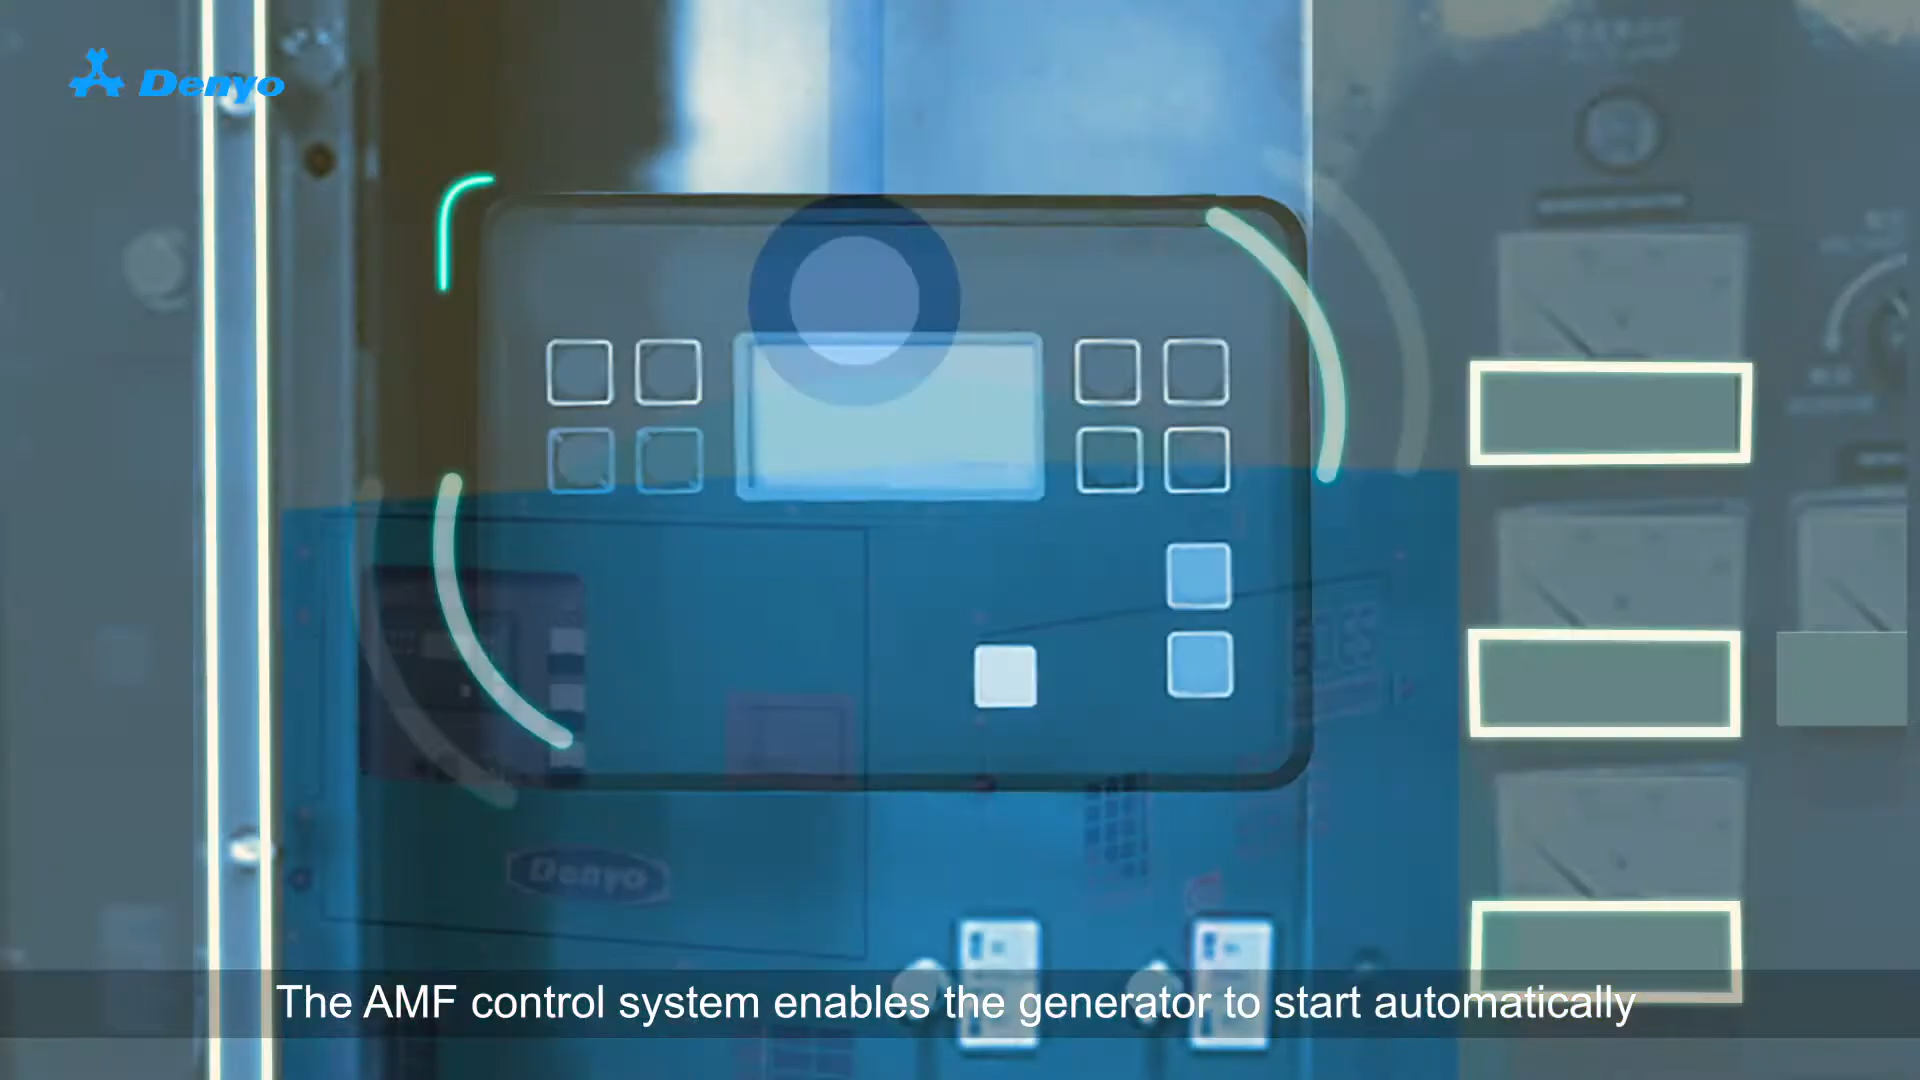 Denyo
Denyo
The AMF control system enables the generator to start automatically